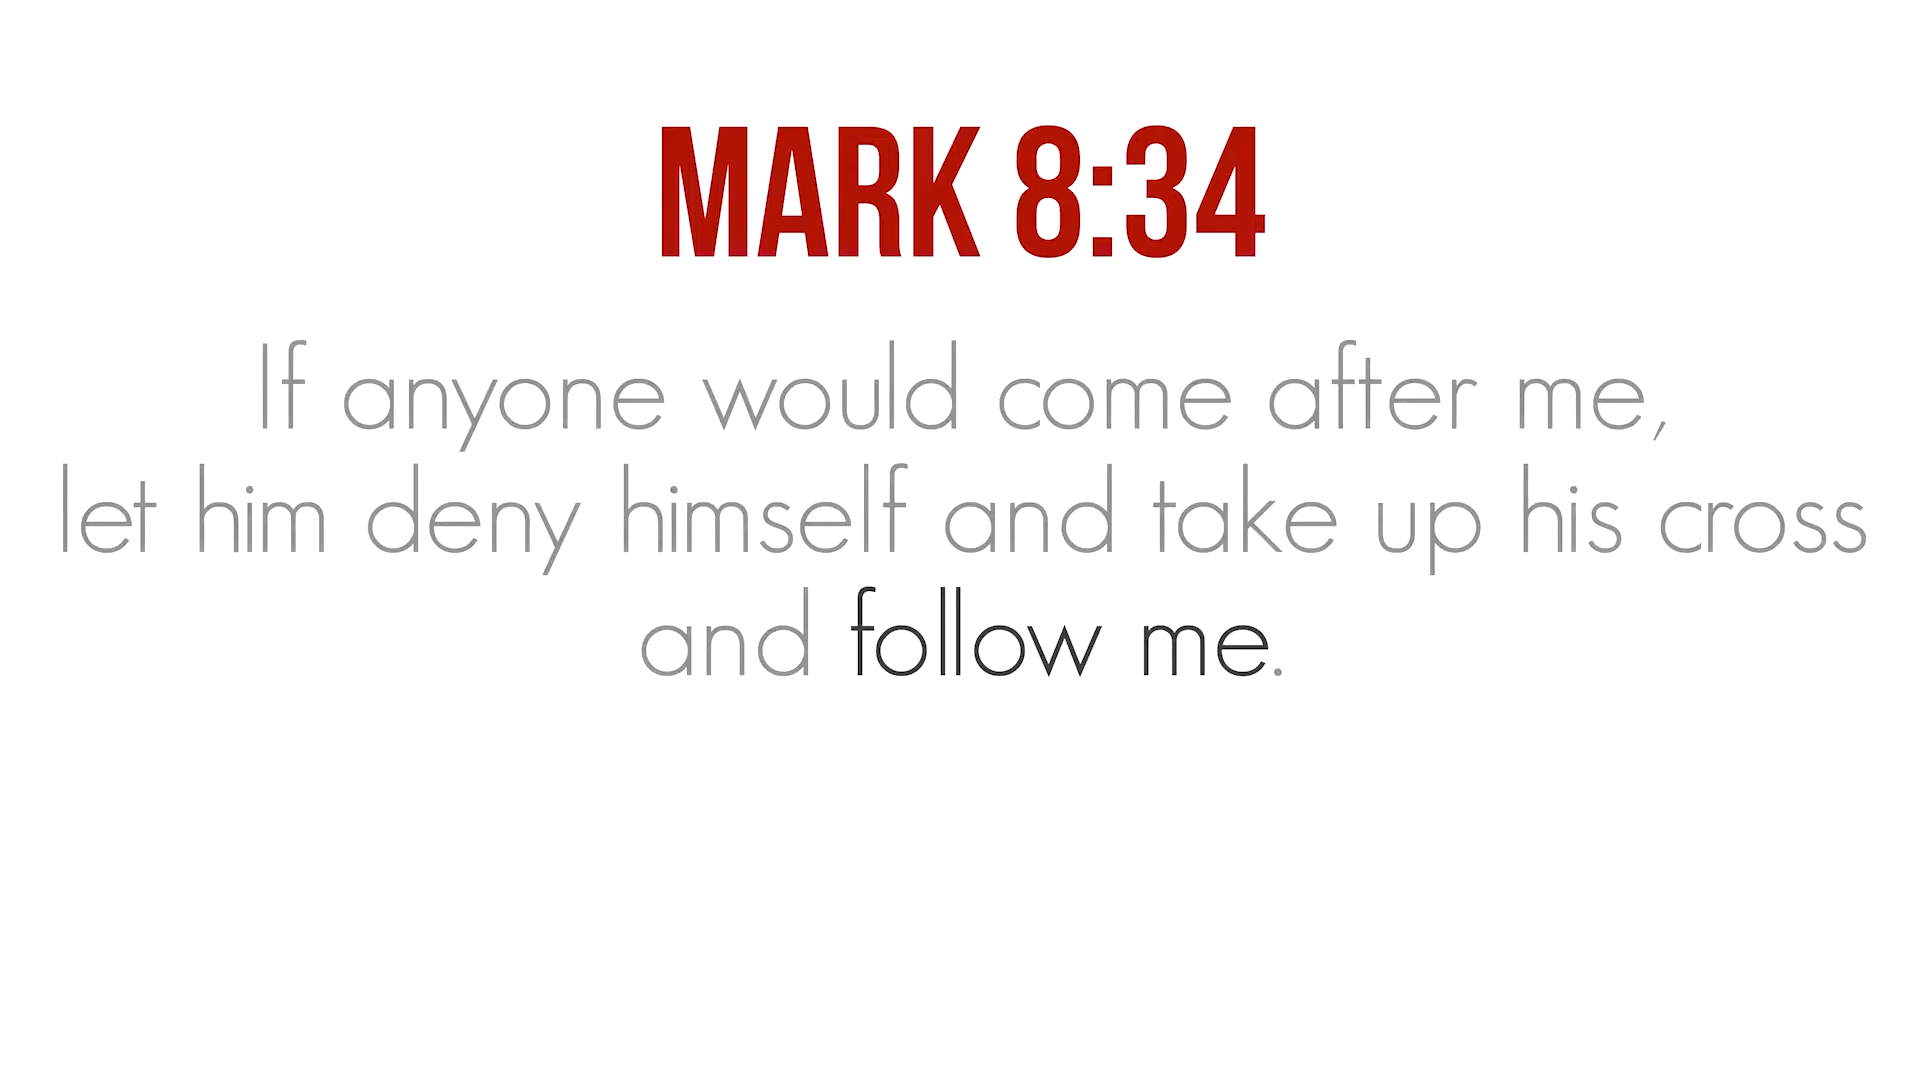 MARK 8:34
If anyone would come after me,
let him deny himself and take up his cross
and follow me.